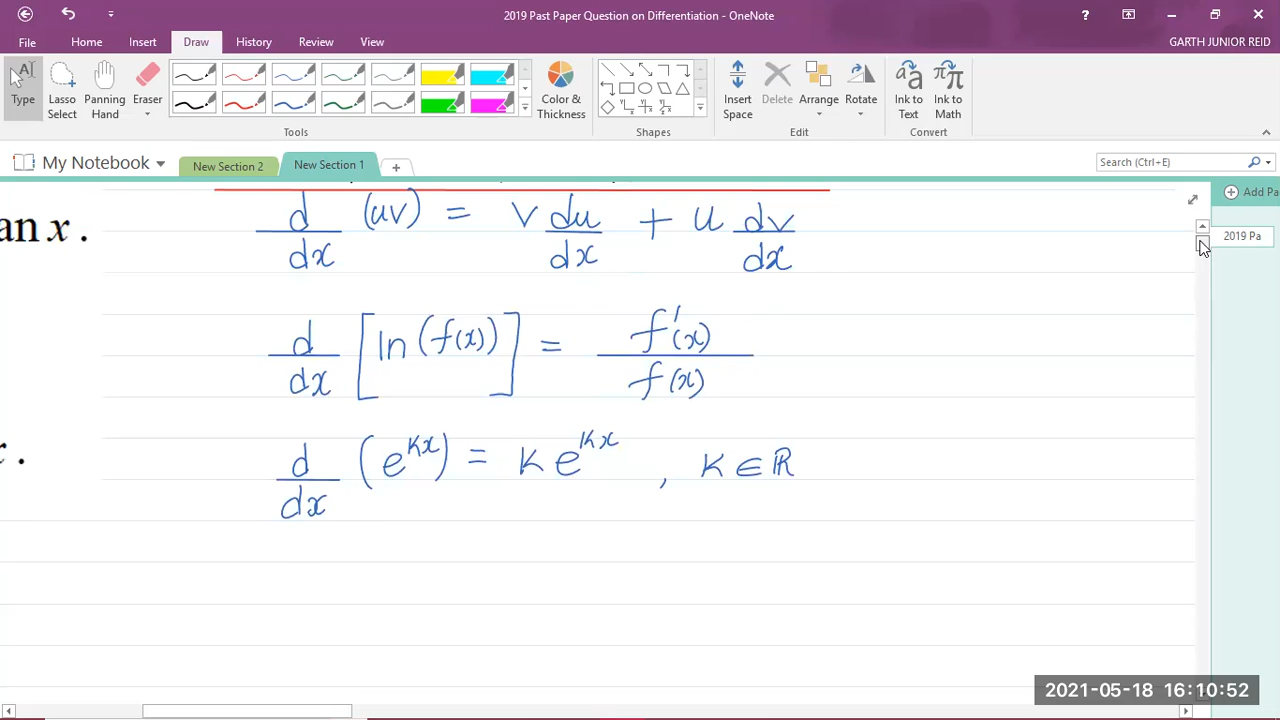 2019 Past Paper Question on Differentiation - OneNote
?
File Home Insert Draw History Review View
GARTH JUNIOR REID
Type
Lasso Select
Panning Hand
Eraser
Color & Thickness
Insert Space
Delete
Arrange
Rotate
Ink to Text
Ink to Math
Tools
Shapes
Edit
Convert
My Notebook
New Section 2
New Section 1
+
Search (Ctrl+E)
Add Pa
2019 Pa
an x .
d/dx (uv) = v du/dx + u dv/dx
d/dx [ln (f(x))] = f'(x)/f(x)
d/dx (e^{kx}) = k e^{kx} , k ∈ ℝ
.
2021-05-18 16:10:52